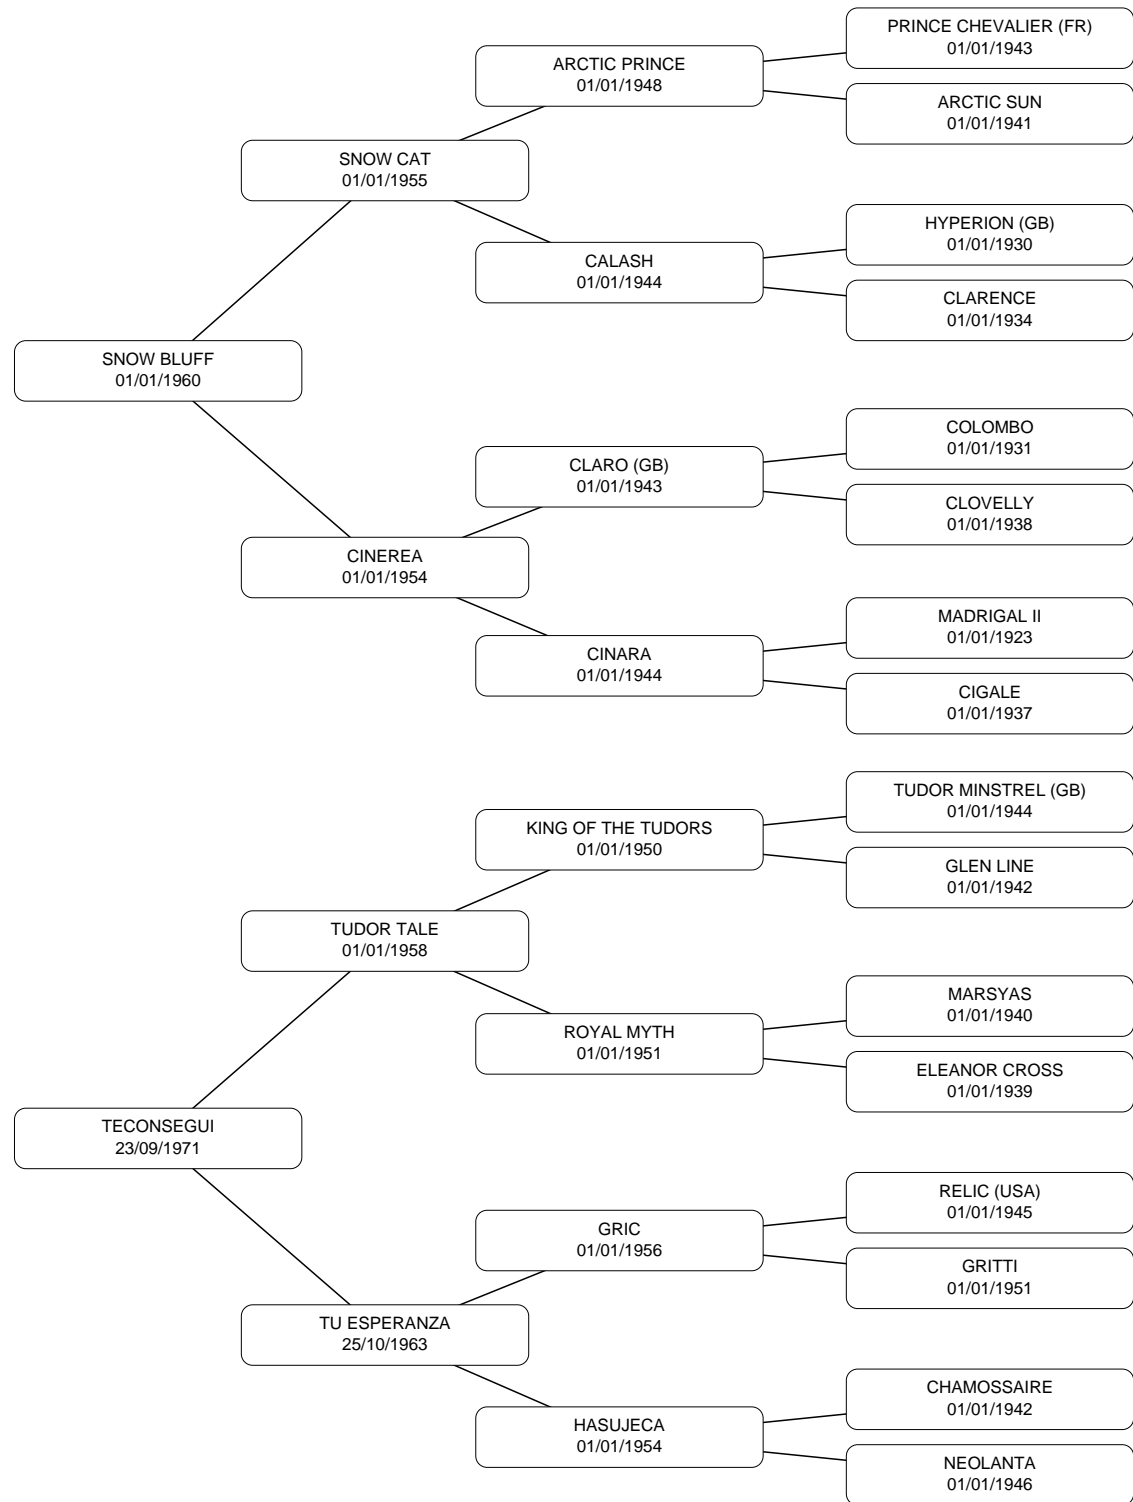 PRINCE CHEVALIER (FR)
01/01/1943
ARCTIC PRINCE
01/01/1948
ARCTIC SUN
01/01/1941
SNOW CAT
01/01/1955
HYPERION (GB)
01/01/1930
CALASH
01/01/1944
CLARENCE
01/01/1934
SNOW BLUFF
01/01/1960
COLOMBO
01/01/1931
CLARO (GB)
01/01/1943
CLOVELLY
01/01/1938
CINEREA
01/01/1954
MADRIGAL II
01/01/1923
CINARA
01/01/1944
CIGALE
01/01/1937
TUDOR MINSTREL (GB)
01/01/1944
KING OF THE TUDORS
01/01/1950
GLEN LINE
01/01/1942
TUDOR TALE
01/01/1958
MARSYAS
01/01/1940
ROYAL MYTH
01/01/1951
ELEANOR CROSS
01/01/1939
TECONSEGUI
23/09/1971
RELIC (USA)
01/01/1945
GRIC
01/01/1956
GRITTI
01/01/1951
TU ESPERANZA
25/10/1963
CHAMOSSAIRE
01/01/1942
HASUJECA
01/01/1954
NEOLANTA
01/01/1946